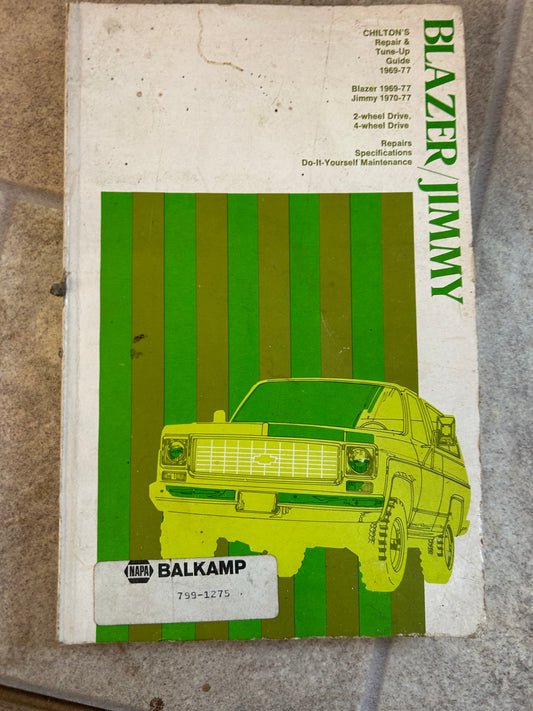 CHILTON'S
Repair &
Tune-Up
Guide
1969-77
Blazer 1969-77
Jimmy 1970-77
2-wheel Drive,
4-wheel Drive
Repairs
Specifications
Do-It-Yourself Maintenance
BLAZER/JIMMY
NAPA BALKAMP
799-1275